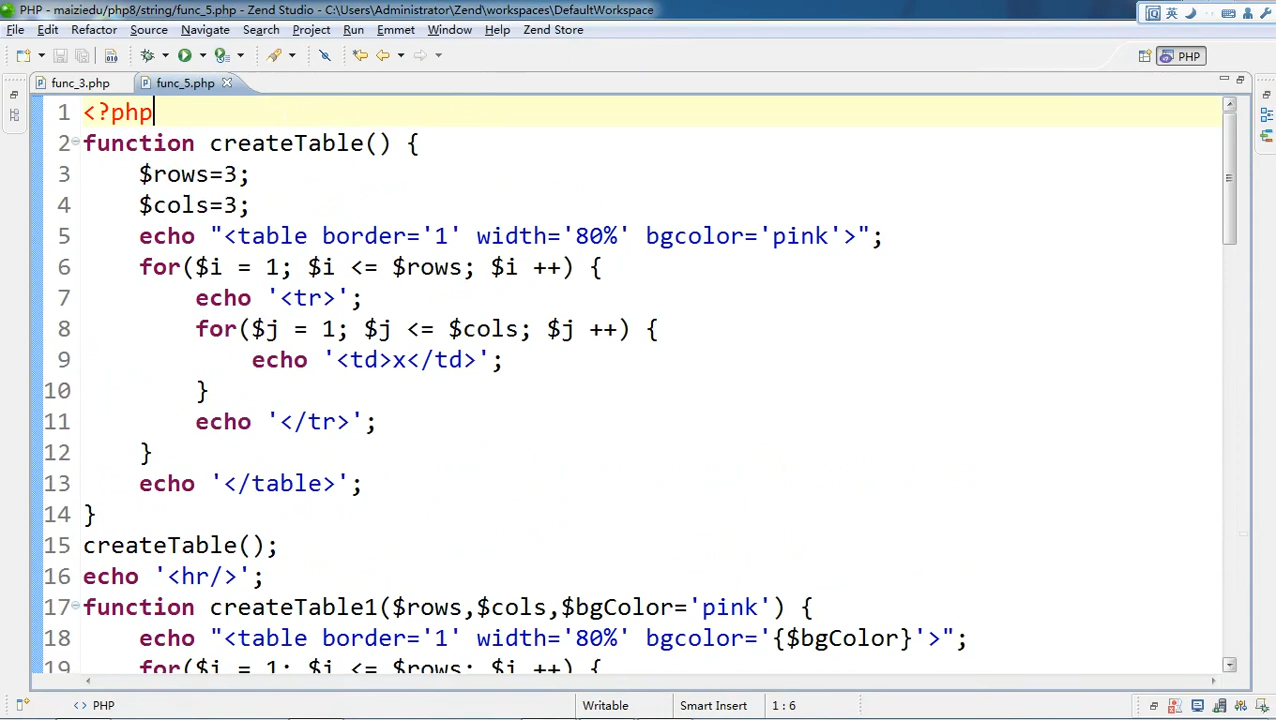 PHP - maiziedu/php8/string/func_5.php - Zend Studio - C:\Users\Administrator\Zend\workspaces\DefaultWorkspace
英
File Edit Refactor Source Navigate Search Project Run Emmet Window Help Zend Store
PHP
func_3.php func_5.php
1 <?php
2 function createTable() {
3 $rows=3;
4 $cols=3;
5 echo "<table border='1' width='80%' bgcolor='pink'>";
6 for($i = 1; $i <= $rows; $i ++) {
7 echo '<tr>';
8 for($j = 1; $j <= $cols; $j ++) {
9 echo '<td>x</td>';
10 }
11 echo '</tr>';
12 }
13 echo '</table>';
14 }
15 createTable();
16 echo '<hr/>';
17 function createTable1($rows,$cols,$bgColor='pink') {
18 echo "<table border='1' width='80%' bgcolor='{$bgColor}'>";
19 for($i = 1; $i <= $rows; $i ++) {
<> PHP Writable Smart Insert 1 : 6